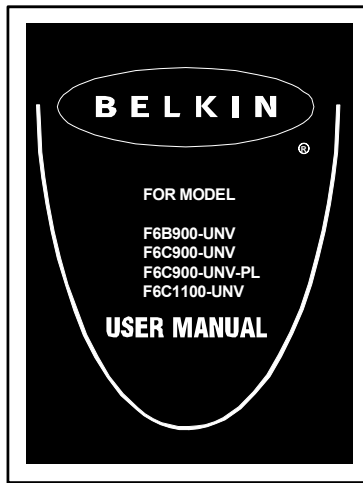 BELKIN
®
FOR MODEL
F6B900-UNV
F6C900-UNV
F6C900-UNV-PL
F6C1100-UNV
USER MANUAL